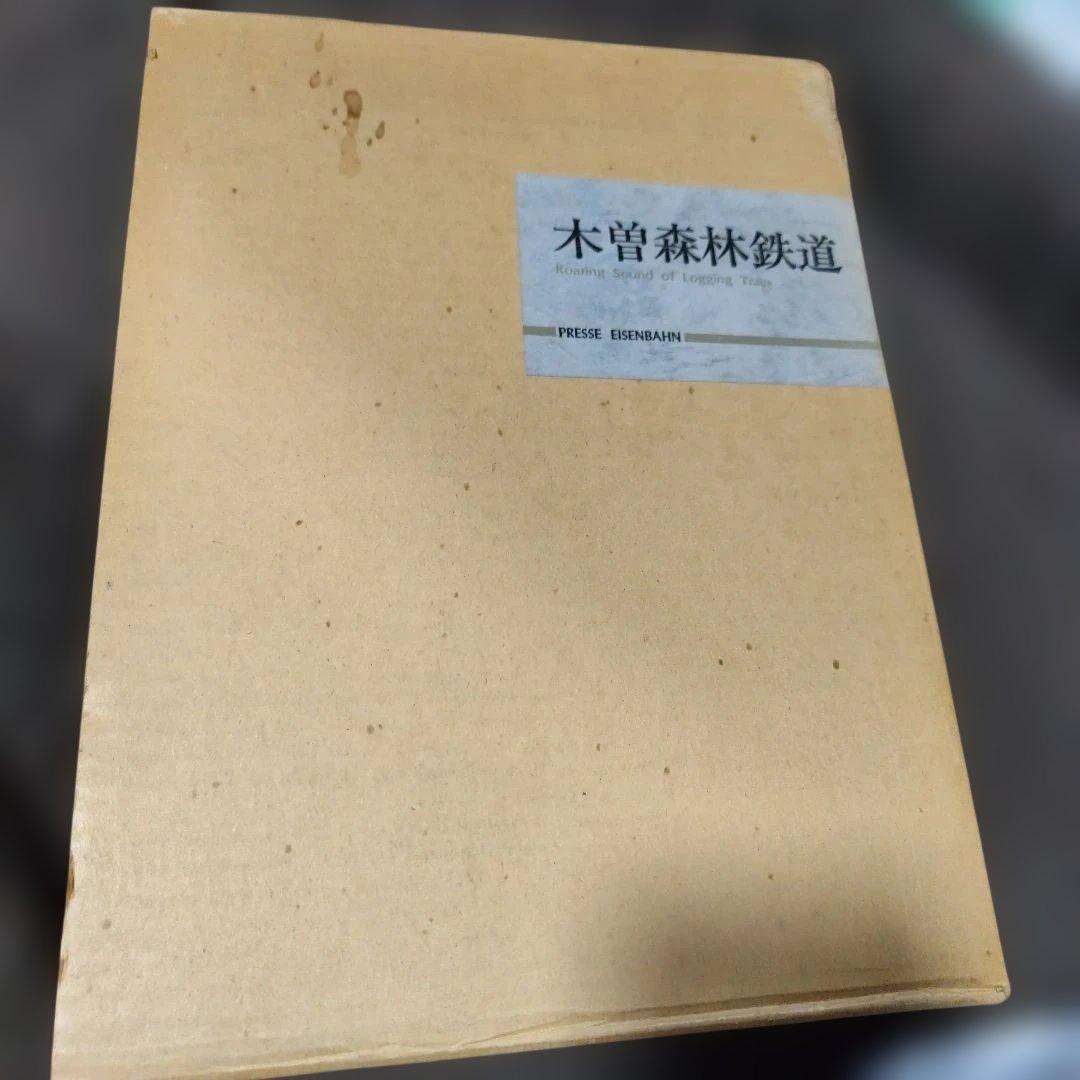 木曽森林鉄道
Roaring Sound of Logging Train
PRESSE EISENBAHN